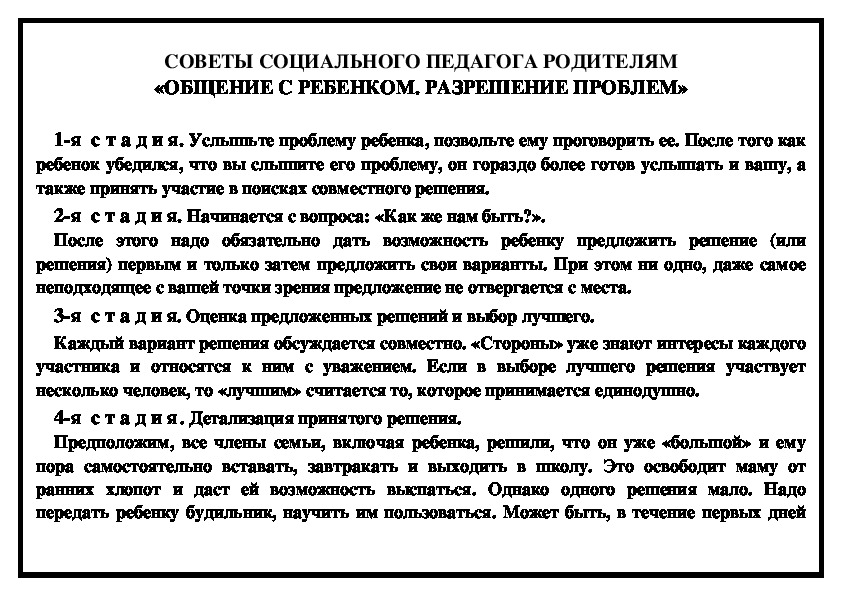 СОВЕТЫ СОЦИАЛЬНОГО ПЕДАГОГА РОДИТЕЛЯМ
«ОБЩЕНИЕ С РЕБЕНКОМ. РАЗРЕШЕНИЕ ПРОБЛЕМ»
1-я с т а д и я. Услышьте проблему ребенка, позвольте ему проговорить ее. После того как
ребенок убедился, что вы слышите его проблему, он гораздо более готов услышать и вашу, а
также принять участие в поисках совместного решения.
2-я с т а д и я. Начинается с вопроса: «Как же нам быть?».
После этого надо обязательно дать возможность ребенку предложить решение (или
решения) первым и только затем предложить свои варианты. При этом ни одно, даже самое
неподходящее с вашей точки зрения предложение не отвергается с места.
3-я с т а д и я. Оценка предложенных решений и выбор лучшего.
Каждый вариант решения обсуждается совместно. «Стороны» уже знают интересы каждого
участника и относятся к ним с уважением. Если в выборе лучшего решения участвует
несколько человек, то «лучшим» считается то, которое принимается единодушно.
4-я с т а д и я. Детализация принятого решения.
Предположим, все члены семьи, включая ребенка, решили, что он уже «большой» и ему
пора самостоятельно вставать, завтракать и выходить в школу. Это освободит маму от
ранних хлопот и даст ей возможность выспаться. Однако одного решения мало. Надо
передать ребенку будильник, научить им пользоваться. Может быть, в течение первых дней